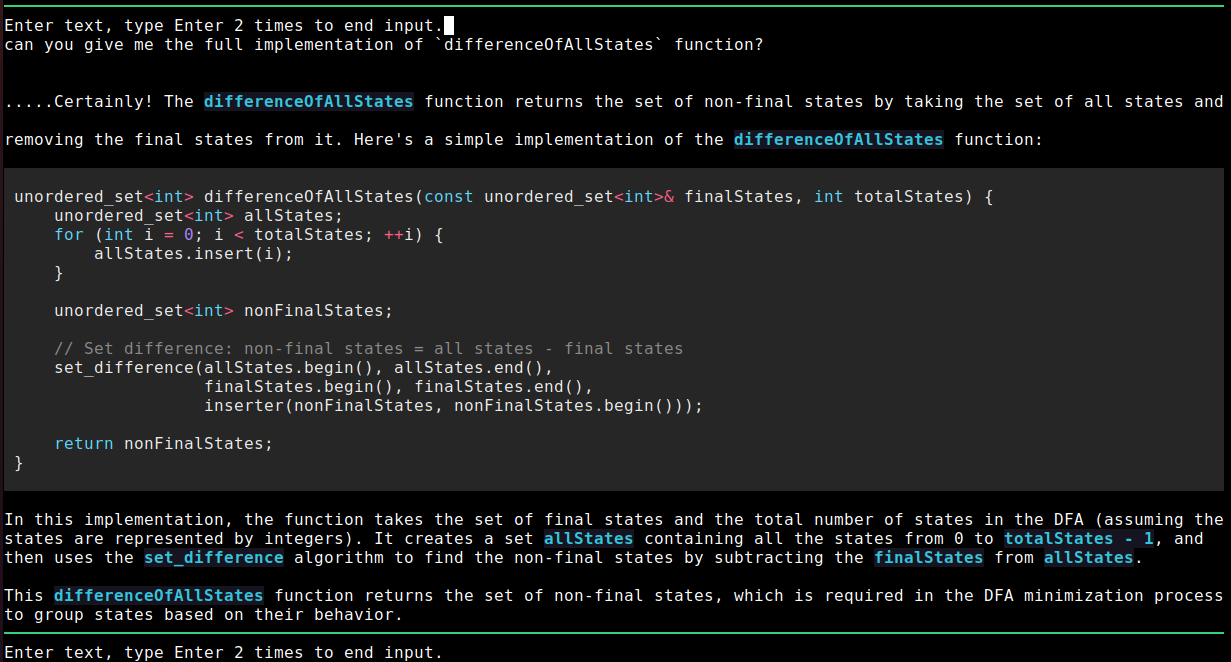 Enter text, type Enter 2 times to end input.
can you give me the full implementation of `differenceOfAllStates` function?
.....Certainly! The differenceOfAllStates function returns the set of non-final states by taking the set of all states and
removing the final states from it. Here's a simple implementation of the differenceOfAllStates function:
unordered_set<int> differenceOfAllStates(const unordered_set<int>& finalStates, int totalStates) {
    unordered_set<int> allStates;
    for (int i = 0; i < totalStates; ++i) {
        allStates.insert(i);
    }
    unordered_set<int> nonFinalStates;
    // Set difference: non-final states = all states - final states
    set_difference(allStates.begin(), allStates.end(),
                   finalStates.begin(), finalStates.end(),
                   inserter(nonFinalStates, nonFinalStates.begin()));
    return nonFinalStates;
}
In this implementation, the function takes the set of final states and the total number of states in the DFA (assuming the
states are represented by integers). It creates a set allStates containing all the states from 0 to totalStates - 1, and
then uses the set_difference algorithm to find the non-final states by subtracting the finalStates from allStates.
This differenceOfAllStates function returns the set of non-final states, which is required in the DFA minimization process
to group states based on their behavior.
Enter text, type Enter 2 times to end input.